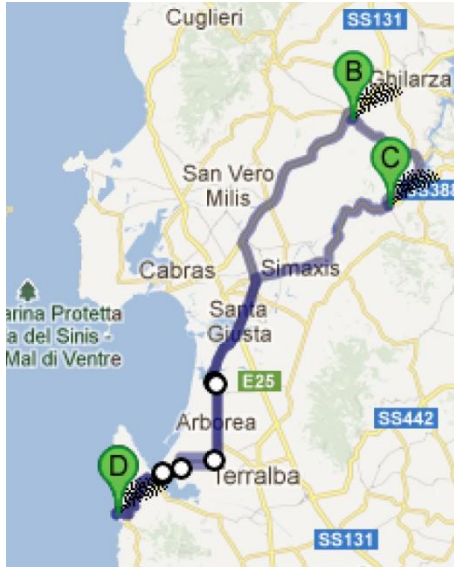 Cuglieri
SS131
B
Ghilarza
C
San Vero
Milis
SS388
Cabras
Simaxis
Santa
Giusta
arina Protetta
a del Sinis -
Mal di Ventre
E25
Arborea
SS442
D
Terralba
SS131